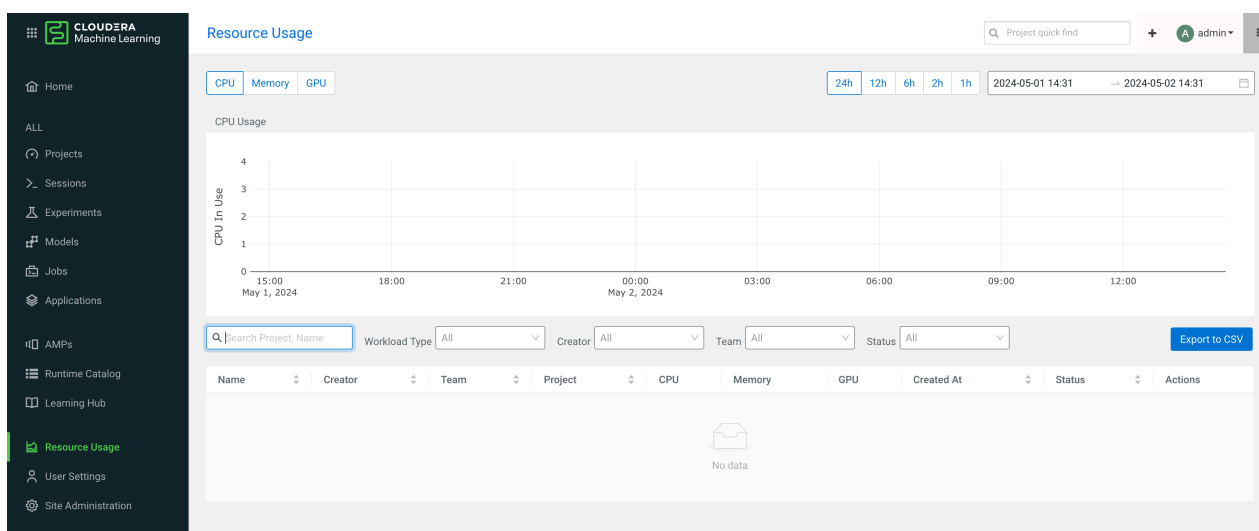 CLOUDERA
Machine Learning
Home
ALL
Projects
Sessions
Experiments
Models
Jobs
Applications
AMPs
Runtime Catalog
Learning Hub
Resource Usage
User Settings
Site Administration
Resource Usage
Project quick find
+
A admin
CPU Memory GPU
24h 12h 6h 2h 1h 2024-05-01 14:31 → 2024-05-02 14:31
CPU Usage
CPU In Use
4
3
2
1
0
15:00 18:00 21:00 00:00 03:00 06:00 09:00 12:00
May 1, 2024 May 2, 2024
Search Project, Name Workload Type All Creator All Team All Status All Export to CSV
Name Creator Team Project CPU Memory GPU Created At Status Actions
No data